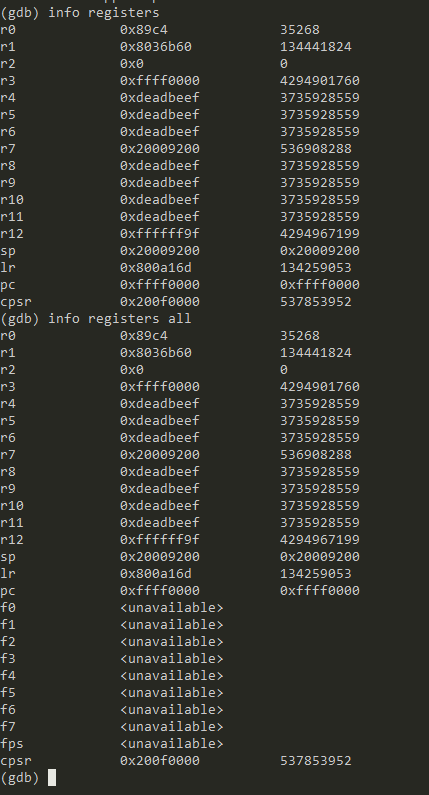 (gdb) info registers
r0 0x89c4 35268
r1 0x8036b60 134441824
r2 0x0 0
r3 0xffff0000 4294901760
r4 0xdeadbeef 3735928559
r5 0xdeadbeef 3735928559
r6 0xdeadbeef 3735928559
r7 0x20009200 536908288
r8 0xdeadbeef 3735928559
r9 0xdeadbeef 3735928559
r10 0xdeadbeef 3735928559
r11 0xdeadbeef 3735928559
r12 0xffffff9f 4294967199
sp 0x20009200 0x20009200
lr 0x800a16d 134259053
pc 0xffff0000 0xffff0000
cpsr 0x200f0000 537853952
(gdb) info registers all
r0 0x89c4 35268
r1 0x8036b60 134441824
r2 0x0 0
r3 0xffff0000 4294901760
r4 0xdeadbeef 3735928559
r5 0xdeadbeef 3735928559
r6 0xdeadbeef 3735928559
r7 0x20009200 536908288
r8 0xdeadbeef 3735928559
r9 0xdeadbeef 3735928559
r10 0xdeadbeef 3735928559
r11 0xdeadbeef 3735928559
r12 0xffffff9f 4294967199
sp 0x20009200 0x20009200
lr 0x800a16d 134259053
pc 0xffff0000 0xffff0000
f0 <unavailable>
f1 <unavailable>
f2 <unavailable>
f3 <unavailable>
f4 <unavailable>
f5 <unavailable>
f6 <unavailable>
f7 <unavailable>
fps <unavailable>
cpsr 0x200f0000 537853952
(gdb)